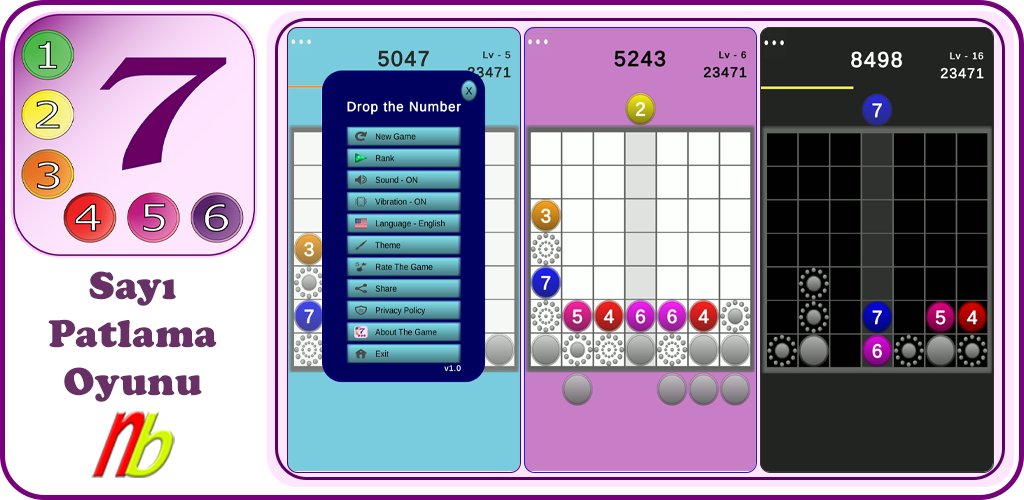 1
2
3
4 5 6
7
Sayı
Patlama
Oyunu
nb
5047
Lv - 5
23471
X
Drop the Number
New Game
Rank
Sound - ON
Vibration - ON
Language - English
Theme
Rate The Game
Share
Privacy Policy
About The Game
Exit
v1.0
3
7
5243
Lv - 6
23471
2
3
7
5 4 6 6 4
8498
Lv - 16
23471
7
7 5 4
6